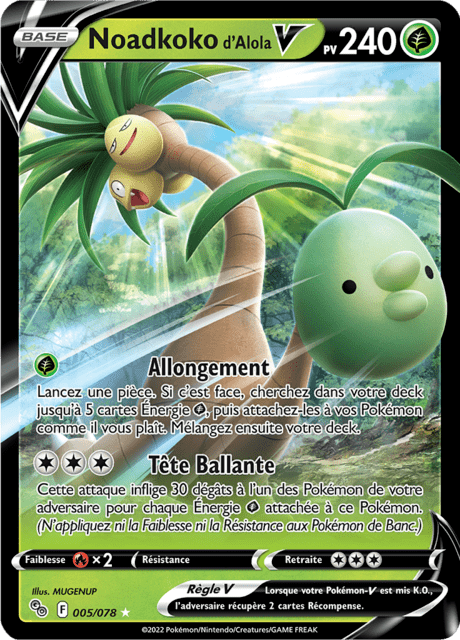 BASE Noadkoko d'Alola V PV 240
Allongement
Lancez une pièce. Si c'est face, cherchez dans votre deck
jusqu'à 5 cartes Énergie, puis attachez-les à vos Pokémon
comme il vous plaît. Mélangez ensuite votre deck.
Tête Ballante
Cette attaque inflige 30 dégâts à l'un des Pokémon de votre
adversaire pour chaque Énergie attachée à ce Pokémon.
(N'appliquez ni la Faiblesse ni la Résistance aux Pokémon de Banc.)
Faiblesse ×2 Résistance Retraite
Illus. MUGENUP
Règle V Lorsque votre Pokémon-V est mis K.O.,
l'adversaire récupère 2 cartes Récompense.
GO F 005/078
©2022 Pokémon/Nintendo/Creatures/GAME FREAK